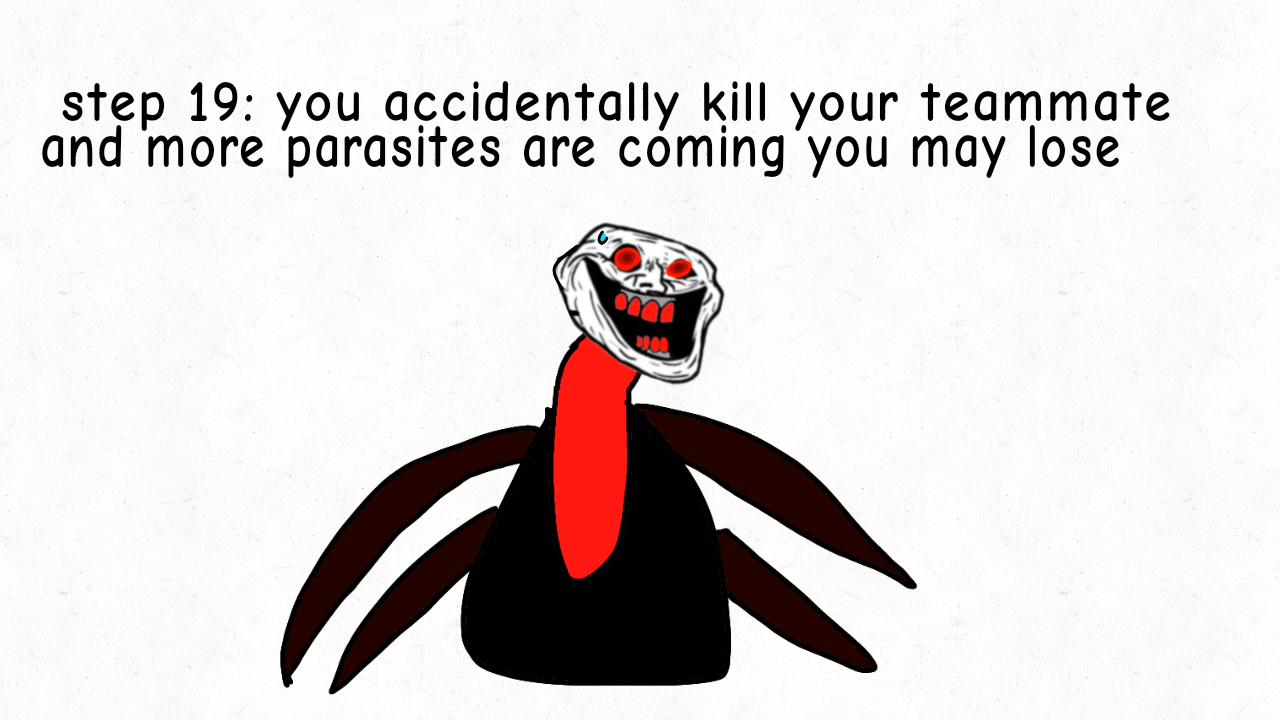 step 19: you accidentally kill your teammate
and more parasites are coming you may lose